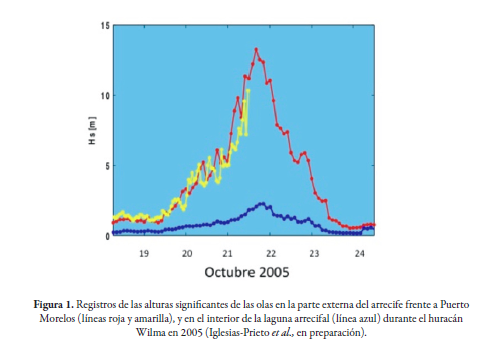 15
10
5
0
Hs [m]
19 20 21 22 23 24
Octubre 2005
Figura 1. Registros de las alturas significantes de las olas en la parte externa del arrecife frente a Puerto
Morelos (líneas roja y amarilla), y en el interior de la laguna arrecifal (línea azul) durante el huracán
Wilma en 2005 (Iglesias-Prieto et al., en preparación).